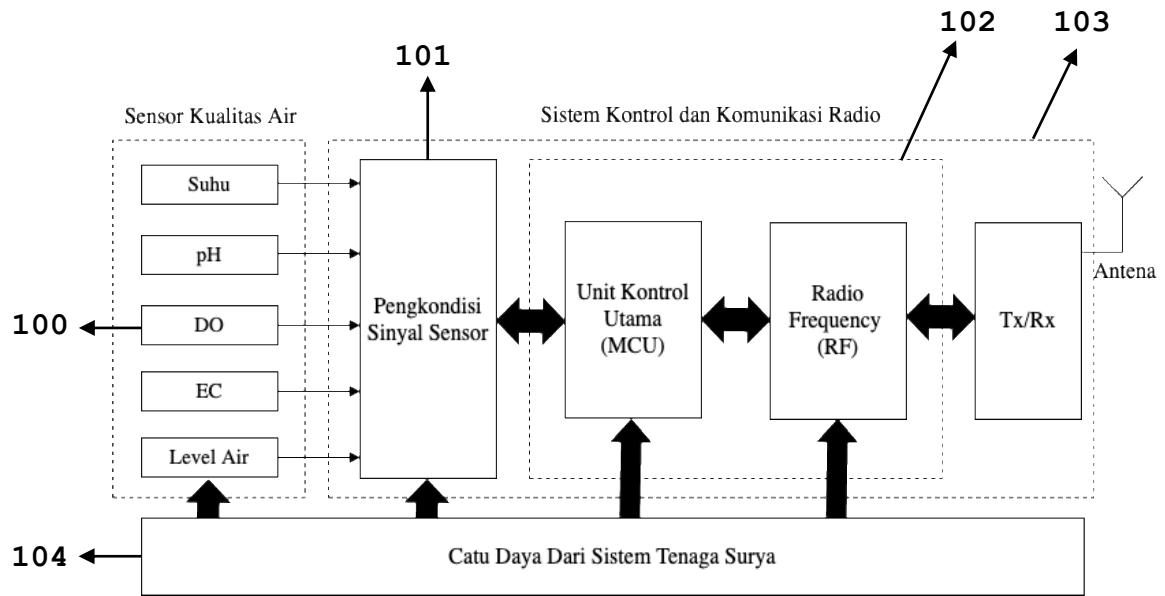 102
103
101
Sensor Kualitas Air
Sistem Kontrol dan Komunikasi Radio
Suhu
pH
100
DO
EC
Level Air
Pengkondisi
Sinyal Sensor
Unit Kontrol
Utama
(MCU)
Radio
Frequency
(RF)
Tx/Rx
Antena
104
Catu Daya Dari Sistem Tenaga Surya